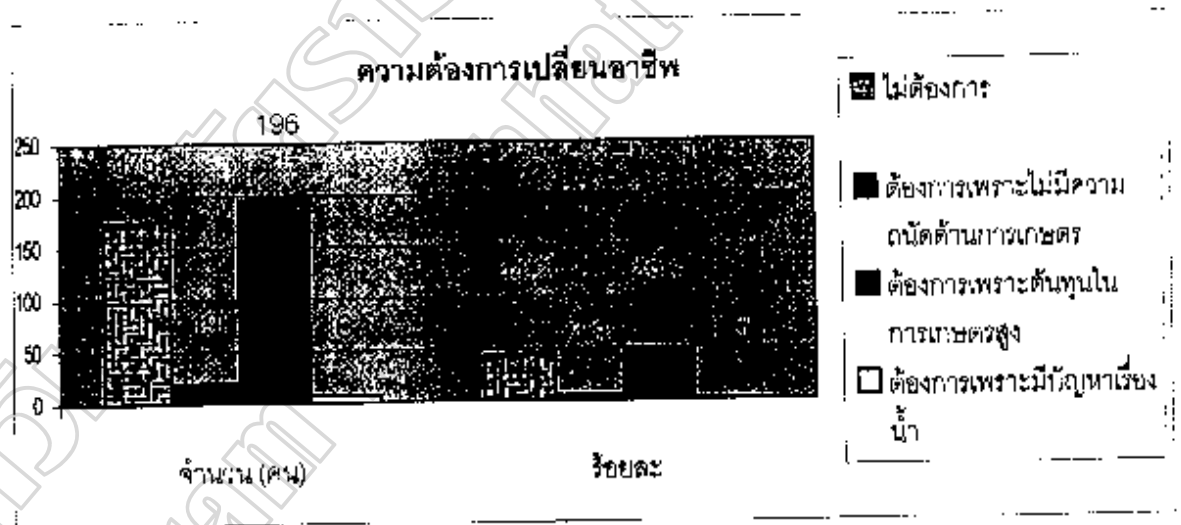 ความต้องการเปลี่ยนอาชีพ
196
250
200
150
100
50
0
จำนวน (คน)
ร้อยละ
ไม่ต้องการ
ต้องการเพราะไม่มีความ
ถนัดด้านการเกษตร
ต้องการเพราะต้นทุนใน
การเกษตรสูง
ต้องการเพราะมีปัญหาเรื่อง
น้ำ